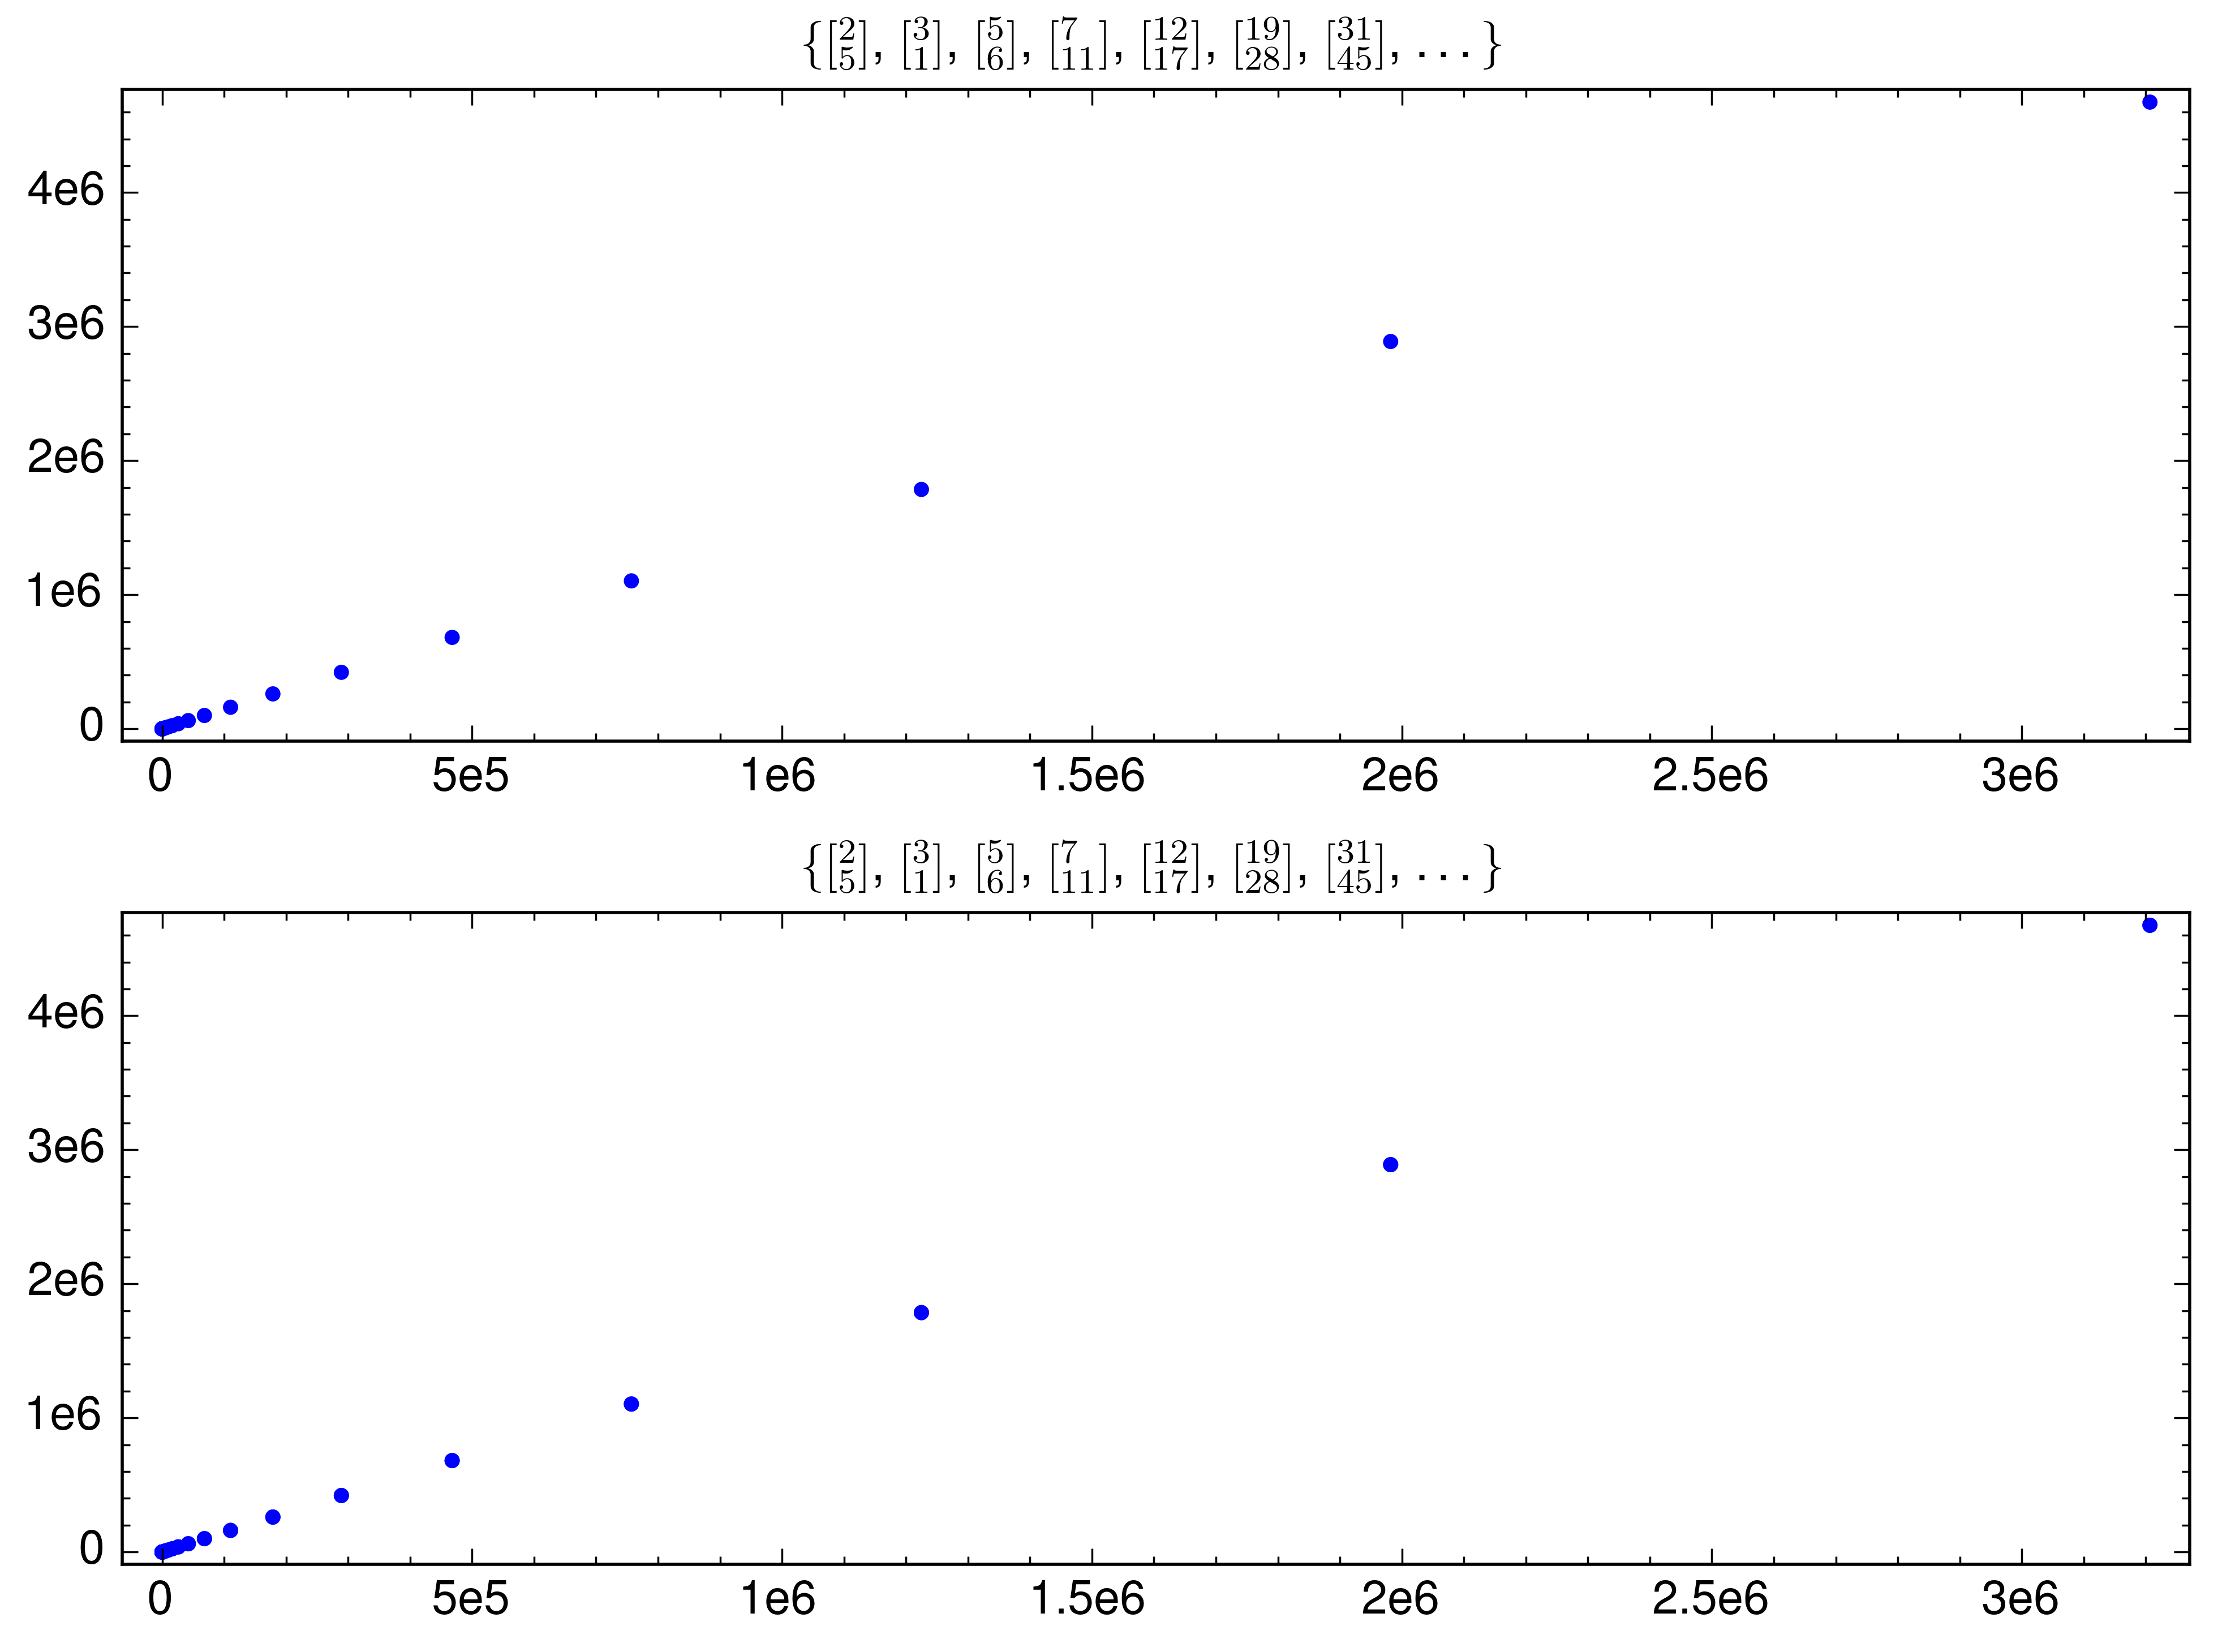 {[2 5], [3 1], [5 6], [7 11], [12 17], [19 28], [31 45], ...}
4e6
3e6
2e6
1e6
0
0 5e5 1e6 1.5e6 2e6 2.5e6 3e6
{[2 5], [3 1], [5 6], [7 11], [12 17], [19 28], [31 45], ...}
4e6
3e6
2e6
1e6
0
0 5e5 1e6 1.5e6 2e6 2.5e6 3e6